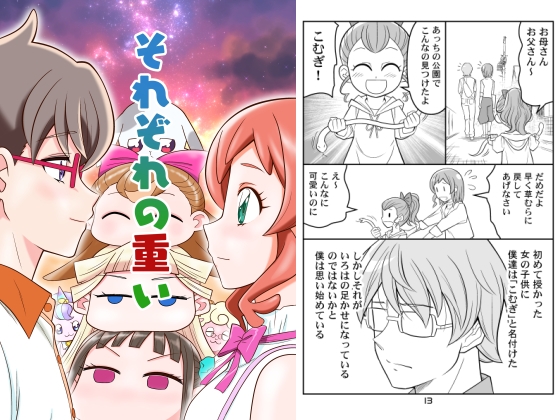 それぞれの重い
お母さん
お父さん〜
あっちの公園で
こんなの見つけたよ
こむぎ!
だめだよ
早く草むらに
戻して
あげなさい
え〜
こんなに
可愛いのに
初めて授かった
女の子供に
僕達は「こむぎ」と名付けた
しかしそれが
いろはの足かせになっている
のではないかと
僕は思い始めている
13